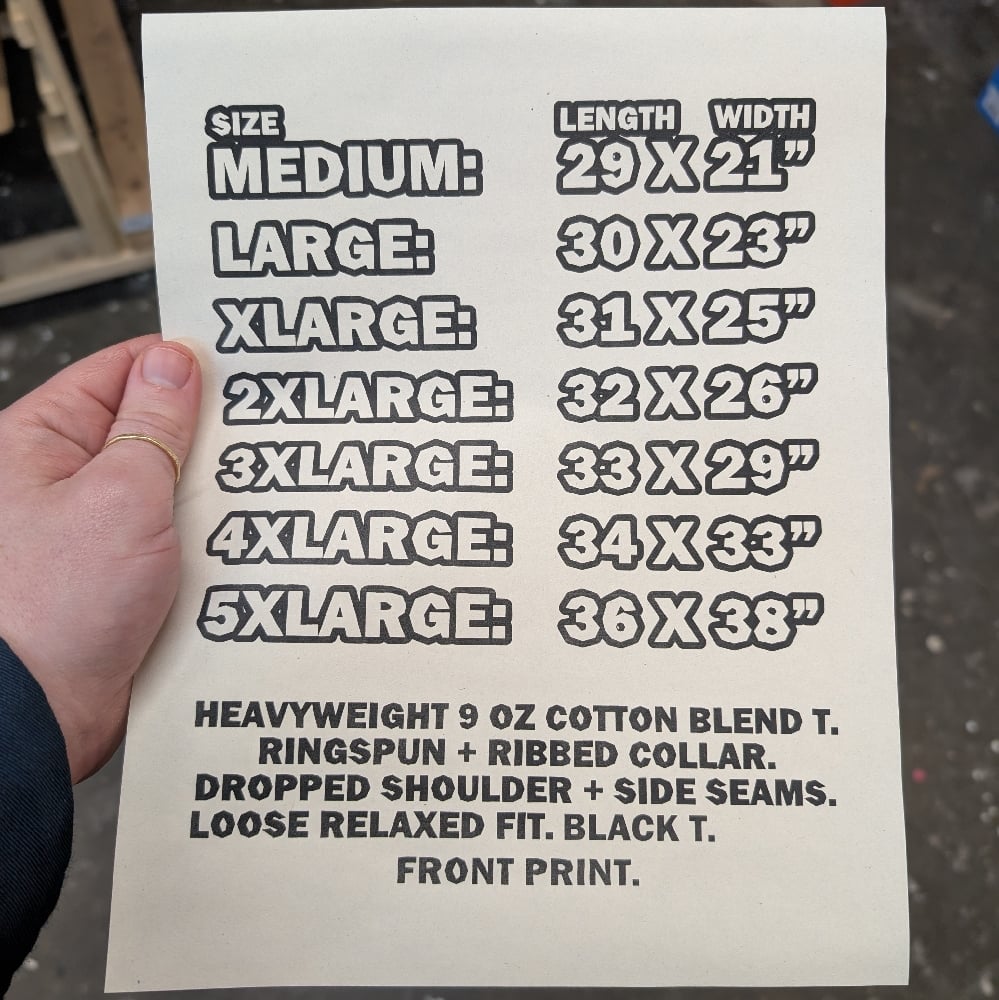 SIZE LENGTH WIDTH
MEDIUM: 29 X 21”
LARGE: 30 X 23”
XLARGE: 31 X 25”
2XLARGE: 32 X 26”
3XLARGE: 33 X 29”
4XLARGE: 34 X 33”
5XLARGE: 36 X 38”
HEAVYWEIGHT 9 OZ COTTON BLEND T.
RINGSPUN + RIBBED COLLAR.
DROPPED SHOULDER + SIDE SEAMS.
LOOSE RELAXED FIT. BLACK T.
FRONT PRINT.